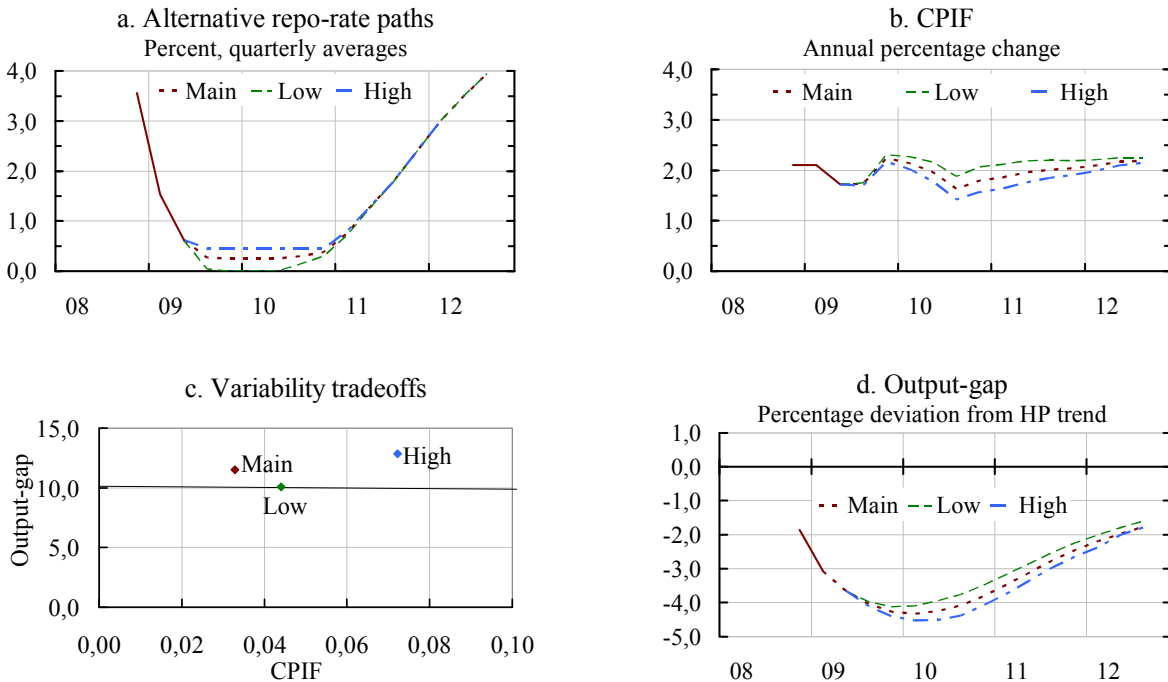 a. Alternative repo-rate paths
Percent, quarterly averages
4,0
3,0
2,0
1,0
0,0
Main Low High
08 09 10 11 12
b. CPIF
Annual percentage change
4,0
3,0
2,0
1,0
0,0
Main Low High
08 09 10 11 12
c. Variability tradeoffs
Output-gap
15,0
10,0
5,0
0,0
Main
Low
High
0,00 0,02 0,04 0,06 0,08 0,10
CPIF
d. Output-gap
Percentage deviation from HP trend
1,0
0,0
-1,0
-2,0
-3,0
-4,0
-5,0
Main Low High
08 09 10 11 12